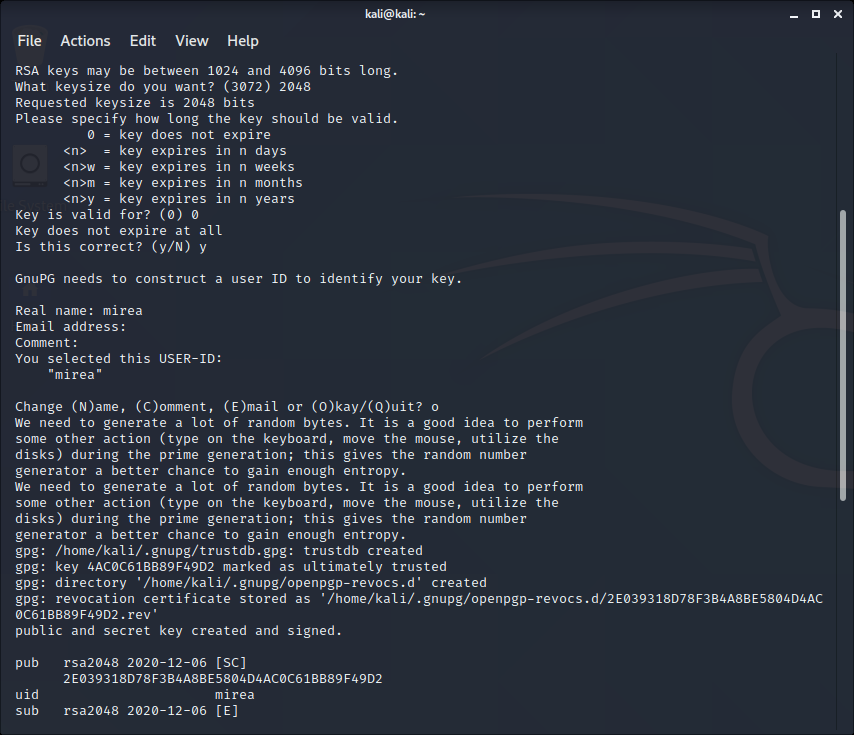 kali@kali: ~
File Actions Edit View Help
RSA keys may be between 1024 and 4096 bits long.
What keysize do you want? (3072) 2048
Requested keysize is 2048 bits
Please specify how long the key should be valid.
         0 = key does not expire
      <n>  = key expires in n days
      <n>w = key expires in n weeks
      <n>m = key expires in n months
      <n>y = key expires in n years
Key is valid for? (0) 0
Key does not expire at all
Is this correct? (y/N) y
GnuPG needs to construct a user ID to identify your key.
Real name: mirea
Email address:
Comment:
You selected this USER-ID:
    "mirea"
Change (N)ame, (C)omment, (E)mail or (O)kay/(Q)uit? o
We need to generate a lot of random bytes. It is a good idea to perform
some other action (type on the keyboard, move the mouse, utilize the
disks) during the prime generation; this gives the random number
generator a better chance to gain enough entropy.
We need to generate a lot of random bytes. It is a good idea to perform
some other action (type on the keyboard, move the mouse, utilize the
disks) during the prime generation; this gives the random number
generator a better chance to gain enough entropy.
gpg: /home/kali/.gnupg/trustdb.gpg: trustdb created
gpg: key 4AC0C61BB89F49D2 marked as ultimately trusted
gpg: directory '/home/kali/.gnupg/openpgp-revocs.d' created
gpg: revocation certificate stored as '/home/kali/.gnupg/openpgp-revocs.d/2E039318D78F3B4A8BE5804D4AC
0C61BB89F49D2.rev'
public and secret key created and signed.
pub   rsa2048 2020-12-06 [SC]
      2E039318D78F3B4A8BE5804D4AC0C61BB89F49D2
uid                      mirea
sub   rsa2048 2020-12-06 [E]